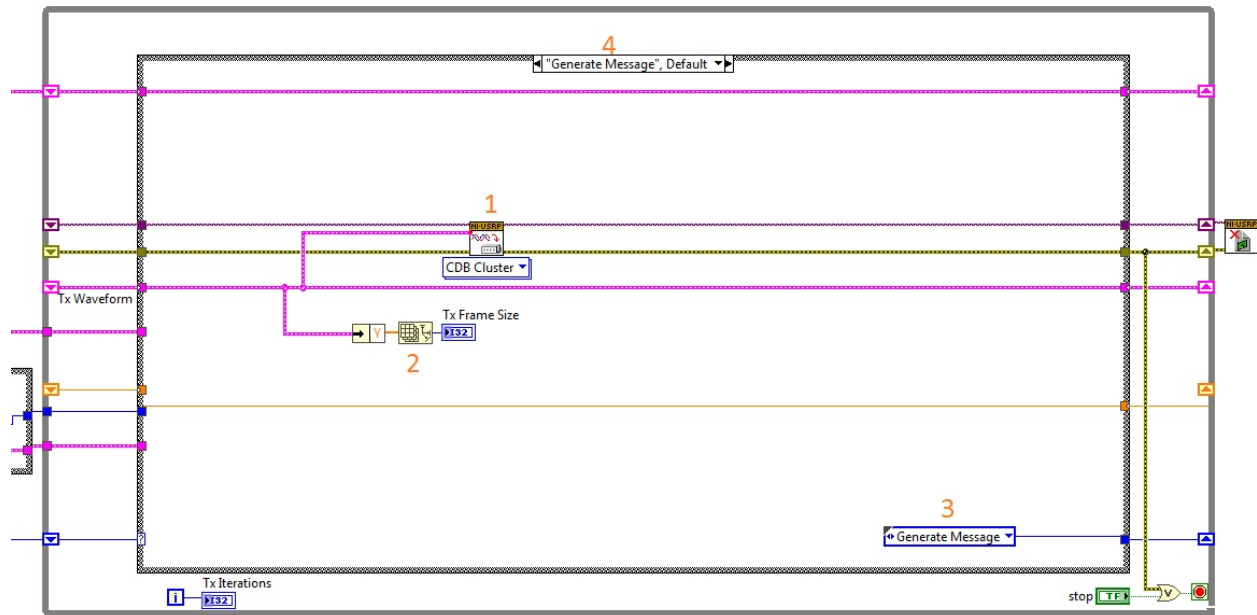 4
"Generate Message", Default
1
NI-USRP
NI-USRP
CDB Cluster
Tx Waveform
Tx Frame Size
Y
I32
2
3
?
Generate Message
Tx Iterations
i
I32
stop
TF
V